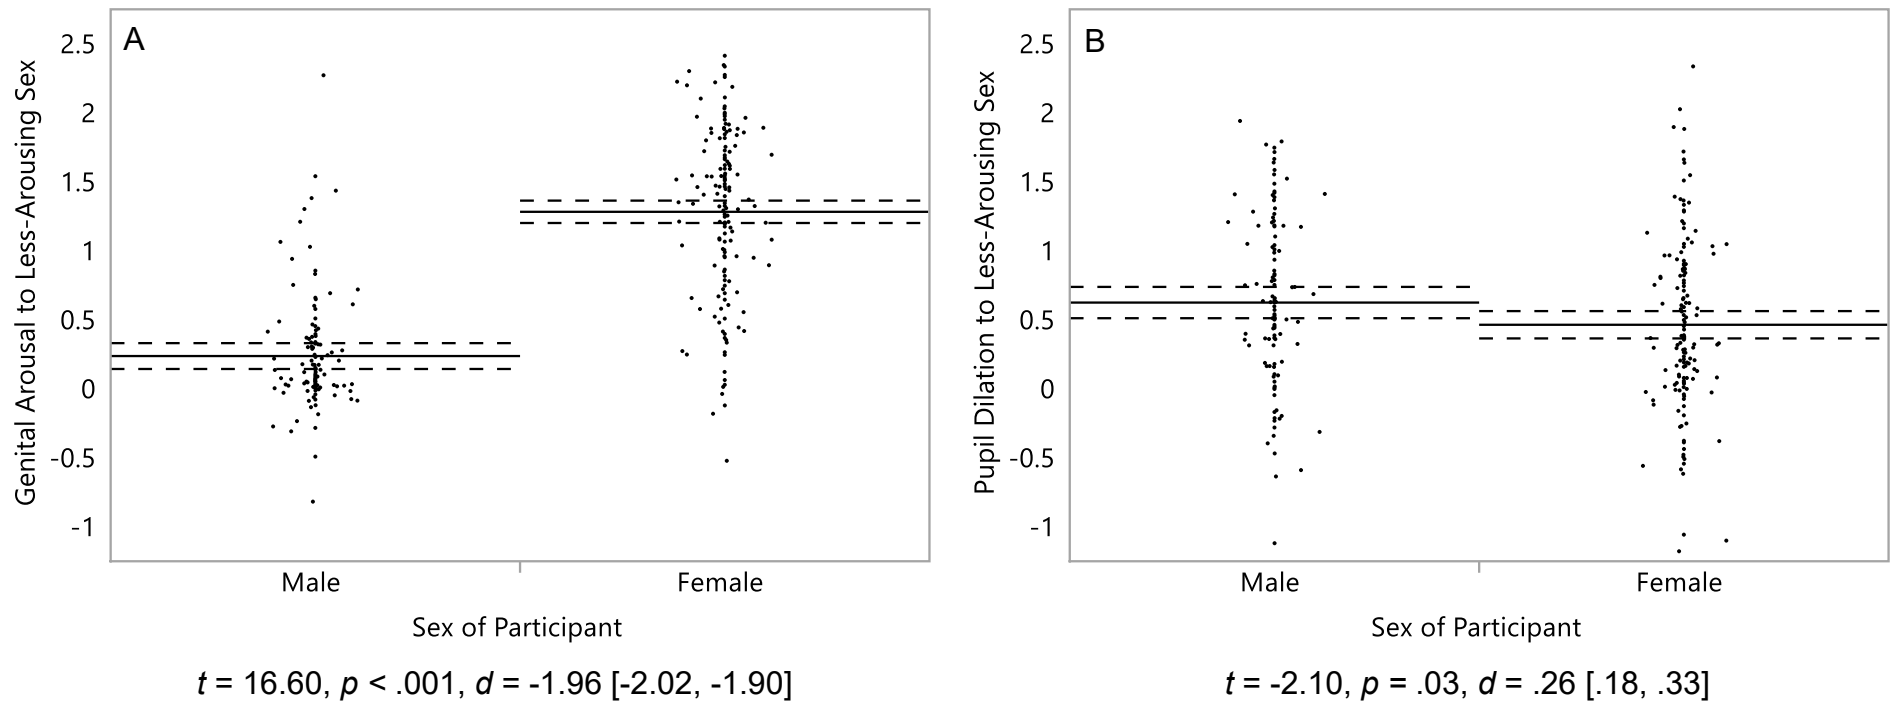 A
Genital Arousal to Less-Arousing Sex
2.5
2
1.5
1
0.5
0
-0.5
-1
Male Female
Sex of Participant
t = 16.60, p < .001, d = -1.96 [-2.02, -1.90]
B
Pupil Dilation to Less-Arousing Sex
2.5
2
1.5
1
0.5
0
-0.5
-1
Male Female
Sex of Participant
t = -2.10, p = .03, d = .26 [.18, .33]